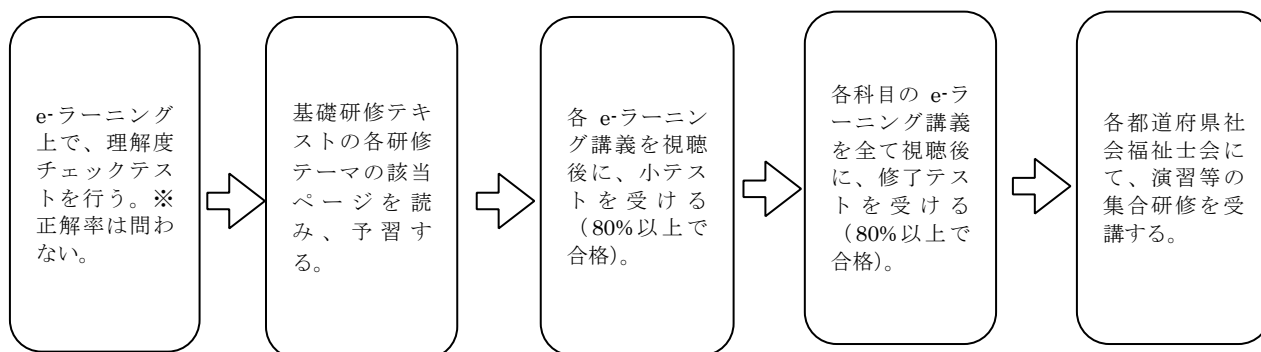 e-ラーニング
上で、理解度
チェックテス
トを行う。※
正解率は問わ
ない。
基礎研修テキ
ストの各研修
テーマの該当
ページを読
み、予習す
る。
各 e-ラーニン
グ講義を視聴
後に、小テス
トを受ける
（80%以上で
合格)。
各科目の e-ラ
ーニング講義
を全て視聴後
に、修了テス
トを受ける
（80%以上で
合格)。
各都道府県社
会福祉士会に
て、演習等の
集合研修を受
講する。